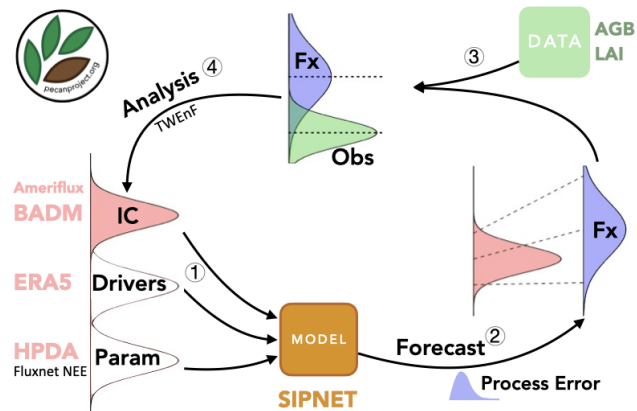 pecanproject.org
Analysis ④
TWEnF
Fx
Obs
③
DATA
AGB
LAI
Ameriflux
BADM
IC
ERA5
Drivers
①
HPDA
Fluxnet NEE
Param
MODEL
SIPNET
Forecast ②
Process Error
Fx